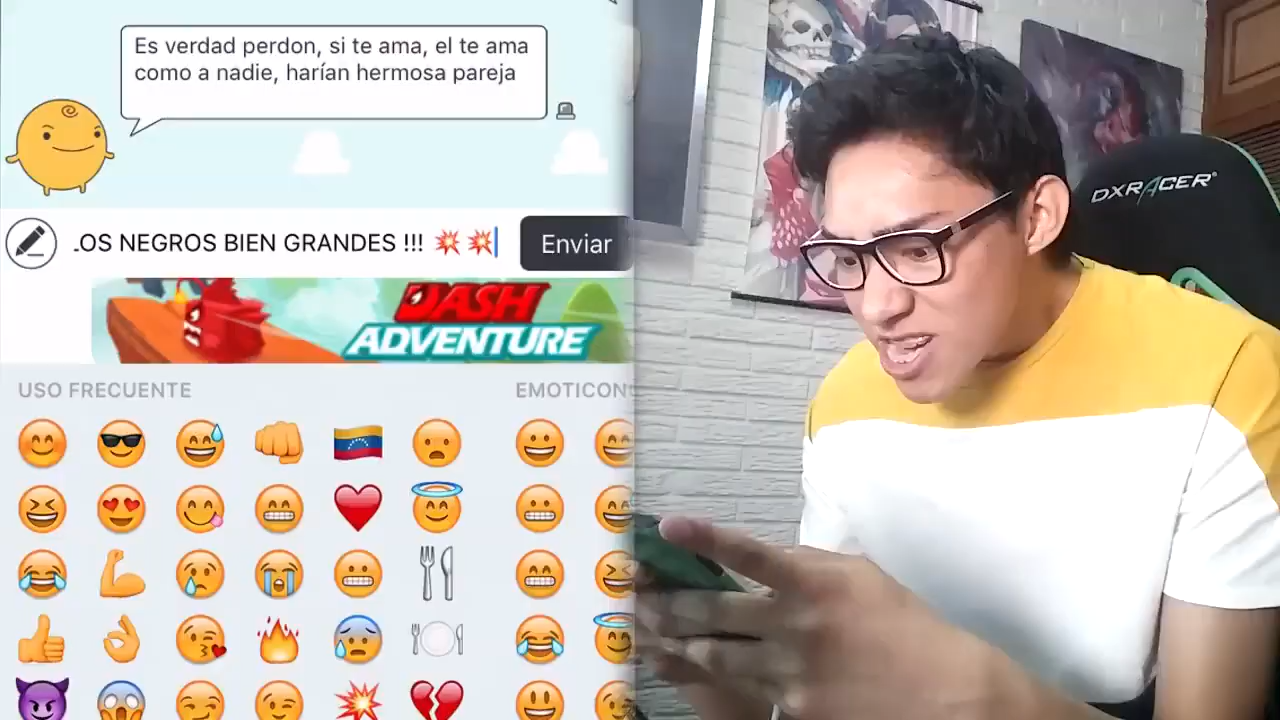 Es verdad perdon, si te ama, el te ama
como a nadie, harían hermosa pareja
OS NEGROS BIEN GRANDES !!! 💥 💥
Enviar
DASH
ADVENTURE
USO FRECUENTE
EMOTICON
DXRACER